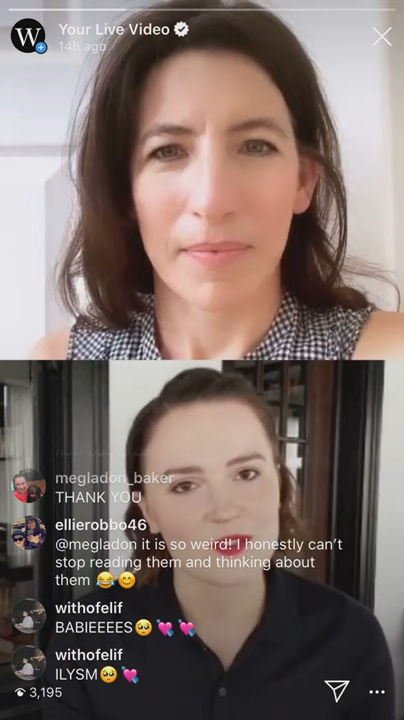 W
Your Live Video
14h ago
megladon_baker
THANK YOU
ellierobbo46
@megladon it is so weird! I honestly can't
stop reading them and thinking about
them 😂😊
withofelif
BABIEEEES🥺💘💘
withofelif
ILYSM🥺💘
3,195